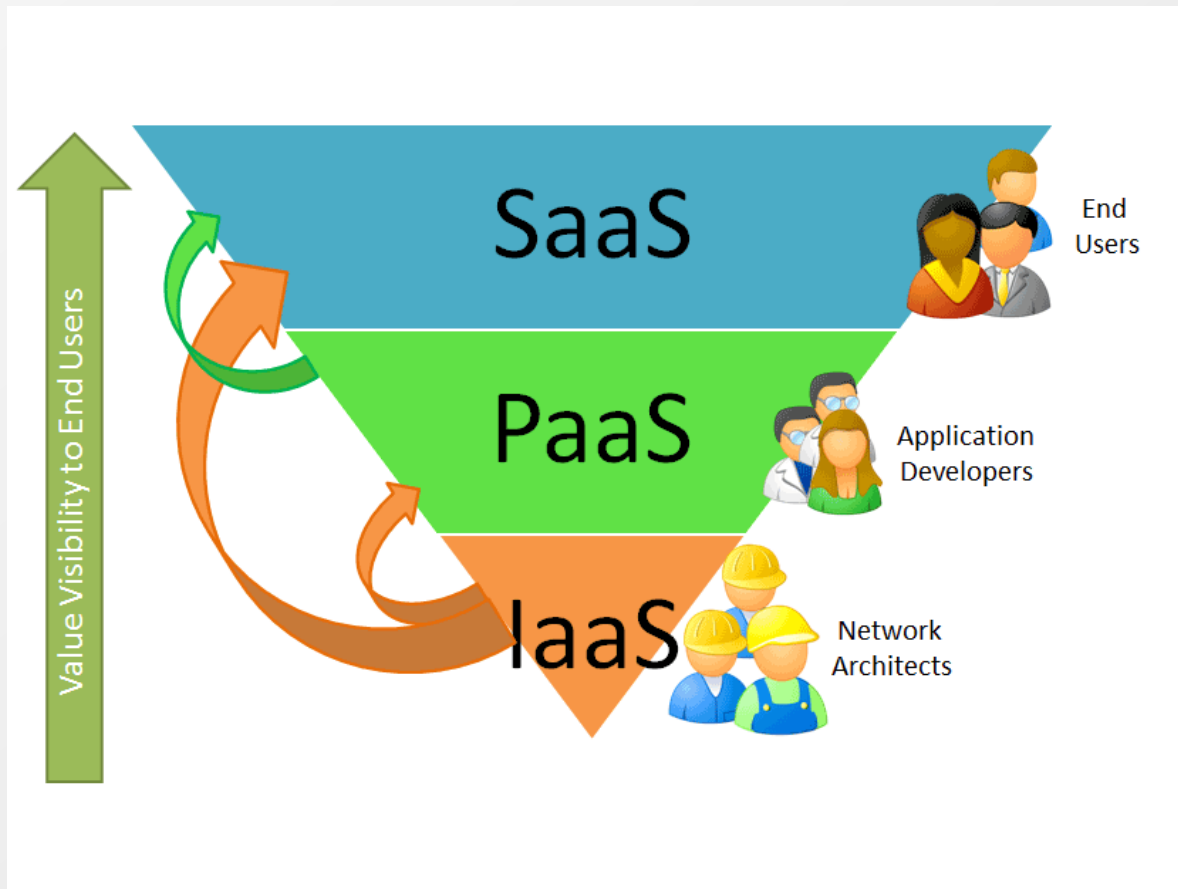 Value Visibility to End Users
SaaS
End
Users
PaaS
Application
Developers
IaaS
Network
Architects